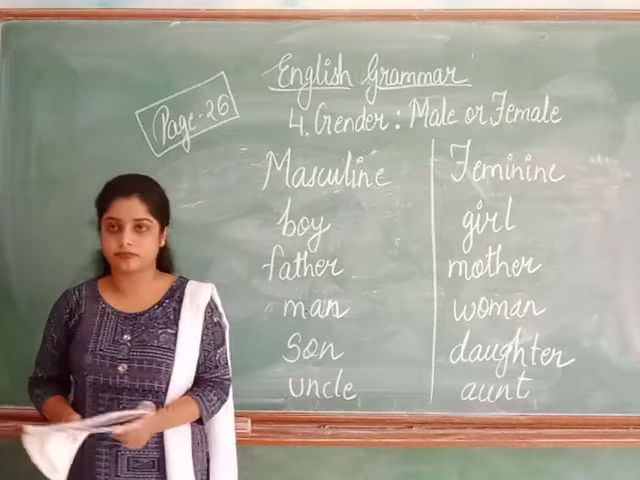 English Grammar
Page-26
4. Gender: Male or Female
Masculine Feminine
boy girl
father mother
man woman
Son daughter
uncle aunt